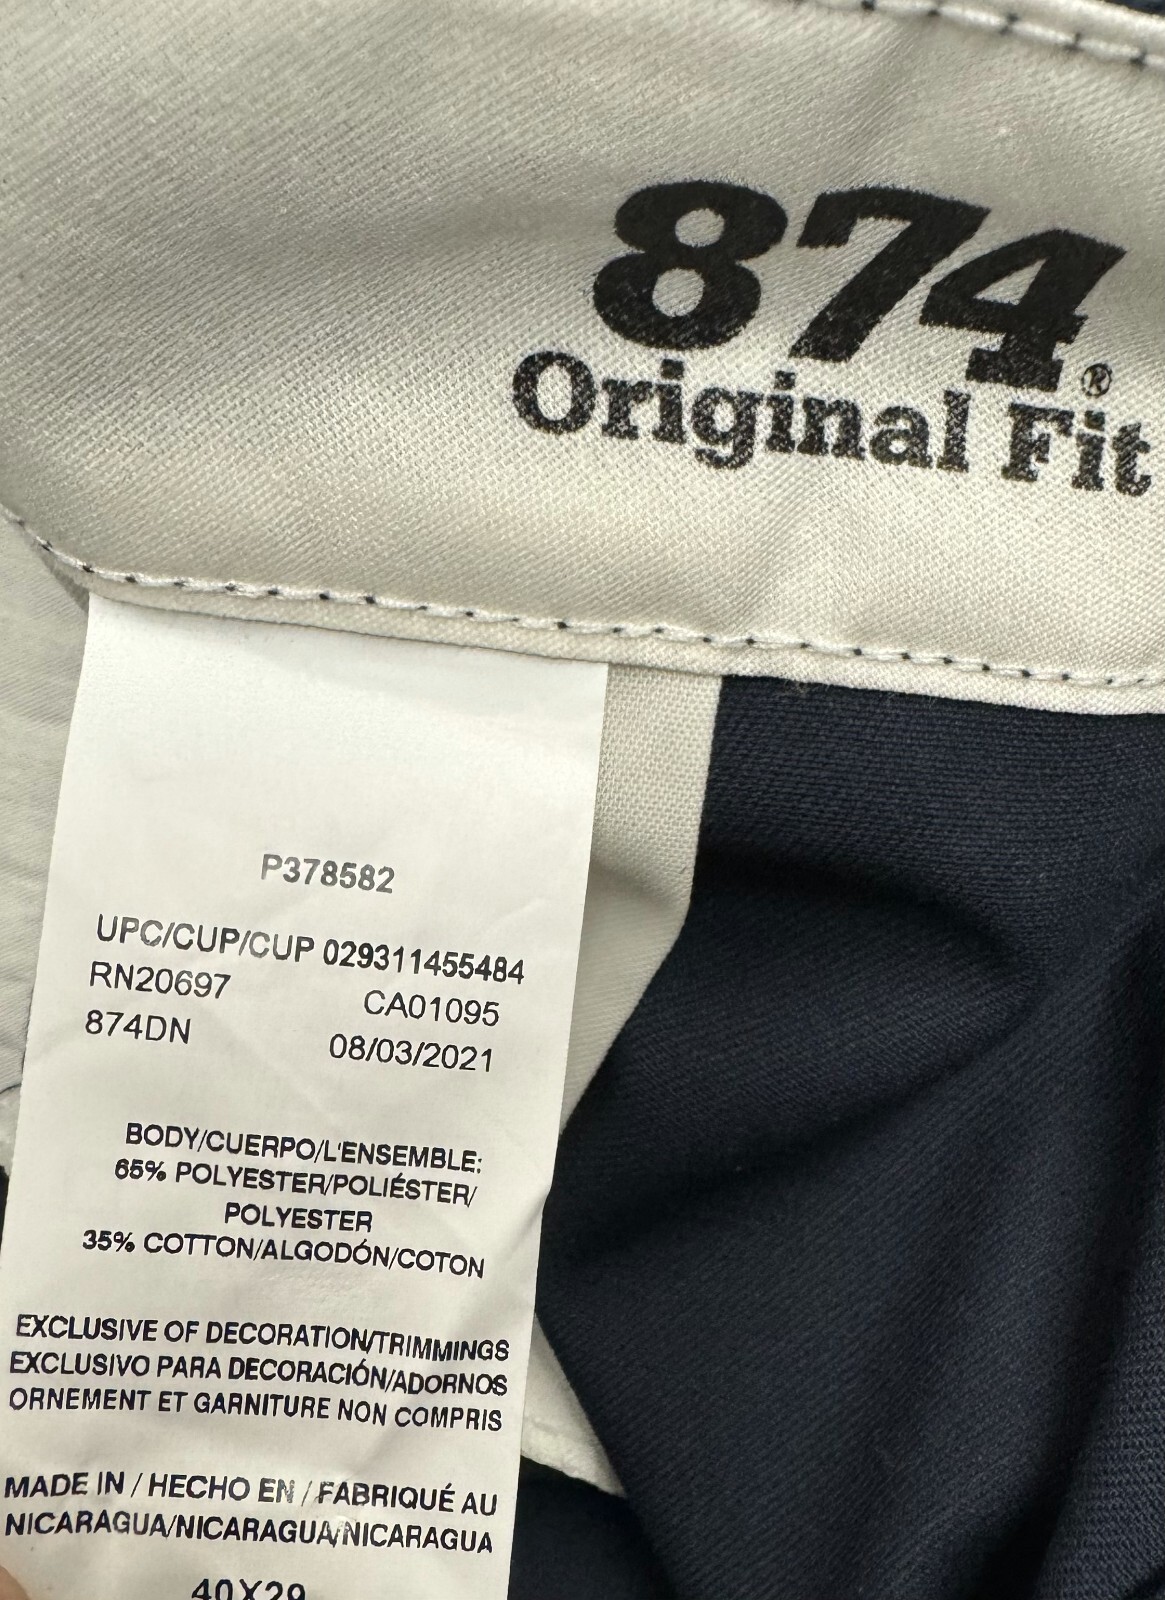 874®
Original Fit
P378582
UPC/CUP/CUP 029311455484
RN20697 CA01095
874DN 08/03/2021
BODY/CUERPO/L'ENSEMBLE:
65% POLYESTER/POLIÉSTER/
POLYESTER
35% COTTON/ALGODÓN/COTON
EXCLUSIVE OF DECORATION/TRIMMINGS
EXCLUSIVO PARA DECORACIÓN/ADORNOS
ORNEMENT ET GARNITURE NON COMPRIS
MADE IN / HECHO EN / FABRIQUÉ AU
NICARAGUA/NICARAGUA/NICARAGUA
40X29